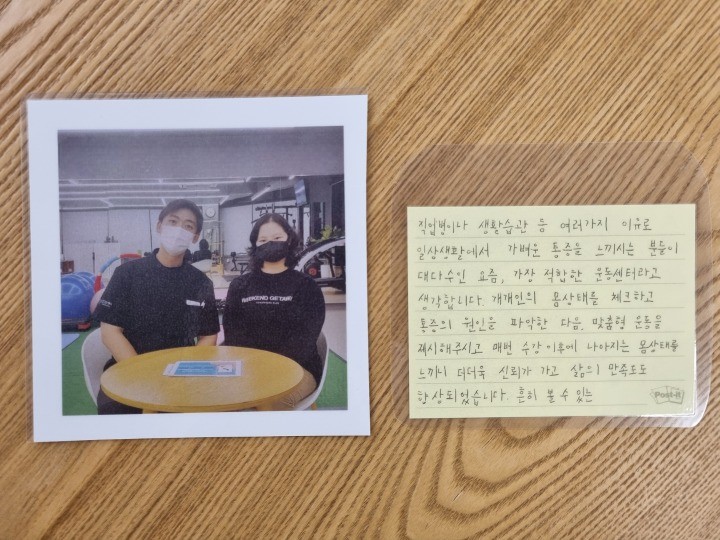 WEEKEND GETAWAY
직업병이나 생활습관 등 여러가지 이유로
일상생활에서 가벼운 통증을 느끼시는 분들이
대다수인 요즘, 가장 적합한 운동센터라고
생각합니다. 개개인의 몸상태를 체크하고
통증의 원인을 파악한 다음, 맞춤형 운동을
제시해주시고 매번 수강 이후에 나아지는 몸상태를
느끼니 더더욱 신뢰가 가고 삶의 만족도도
향상되었습니다. 흔히 볼 수 있는
Post-it